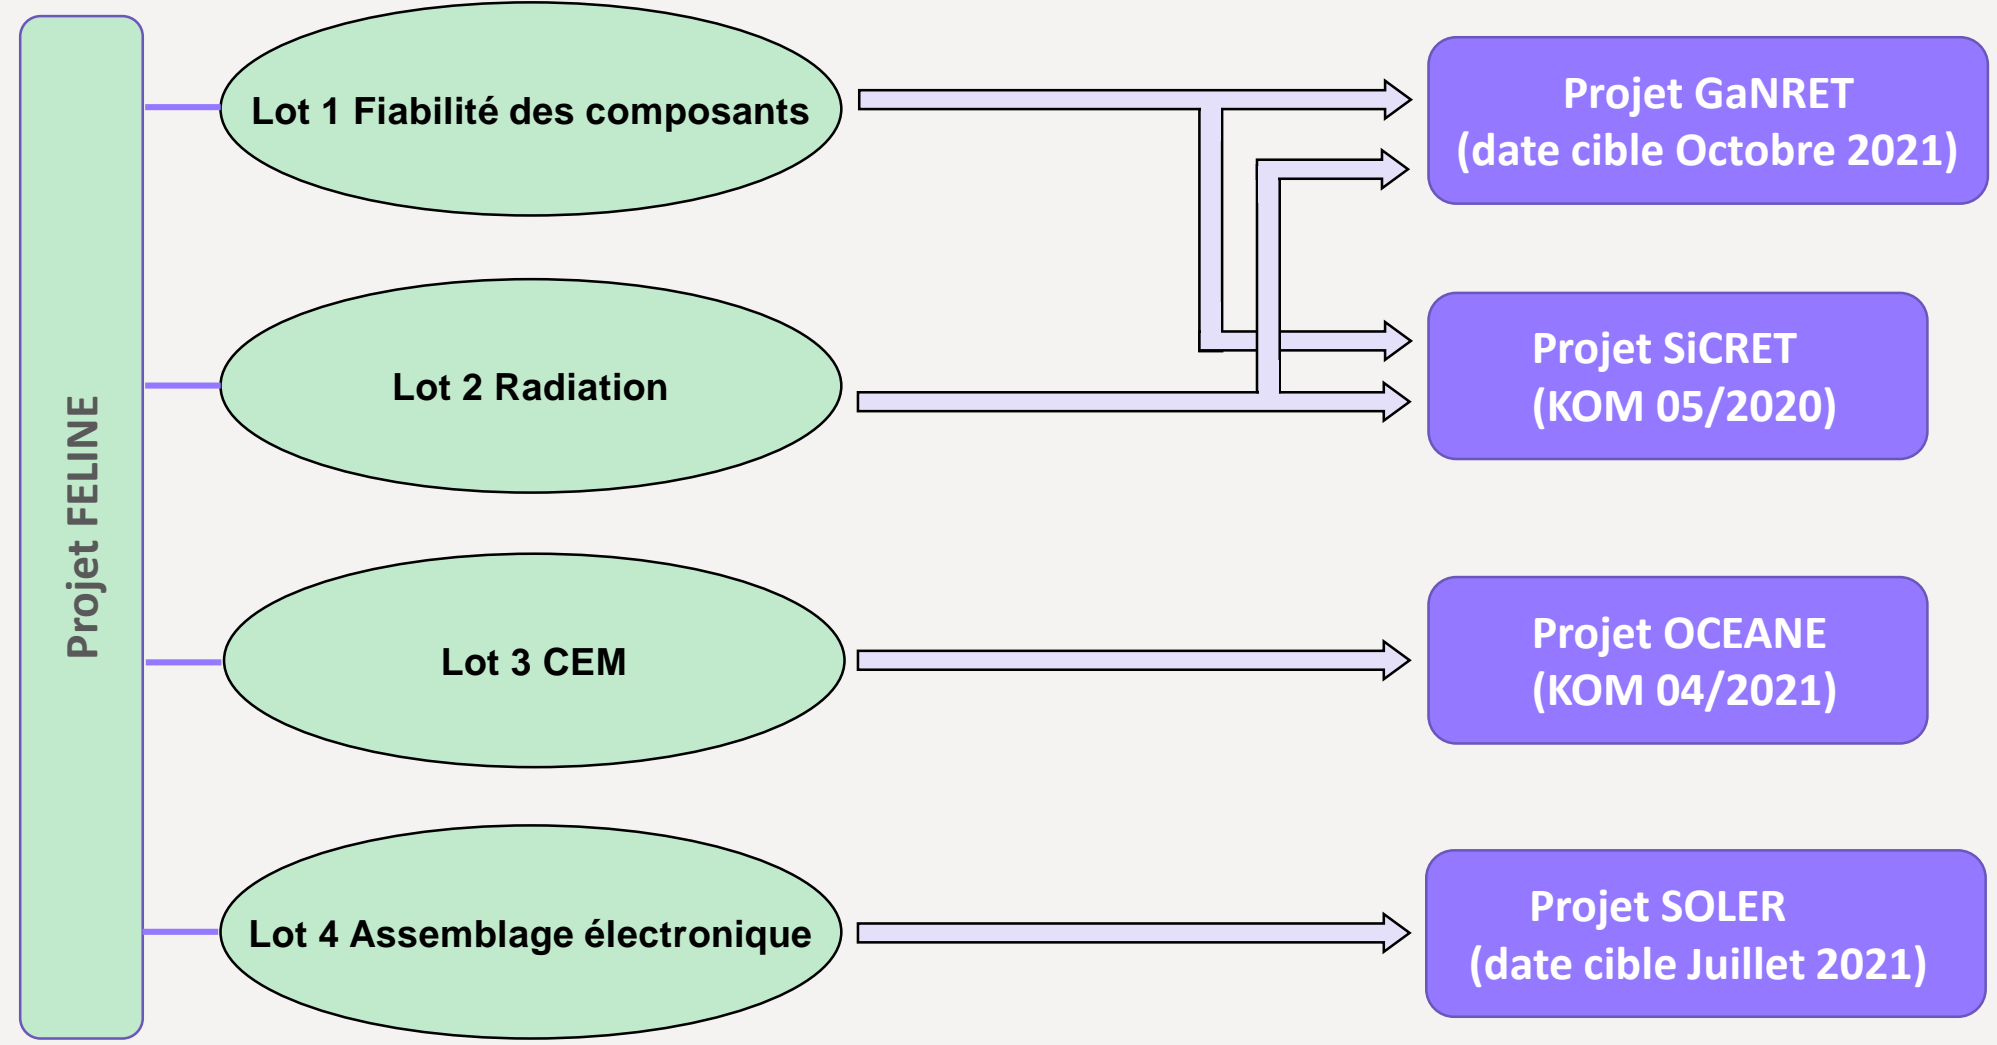 Projet FELINE
Lot 1 Fiabilité des composants
Projet GaNRET
(date cible Octobre 2021)
Lot 2 Radiation
Projet SiCRET
(KOM 05/2020)
Lot 3 CEM
Projet OCEANE
(KOM 04/2021)
Lot 4 Assemblage électronique
Projet SOLER
(date cible Juillet 2021)